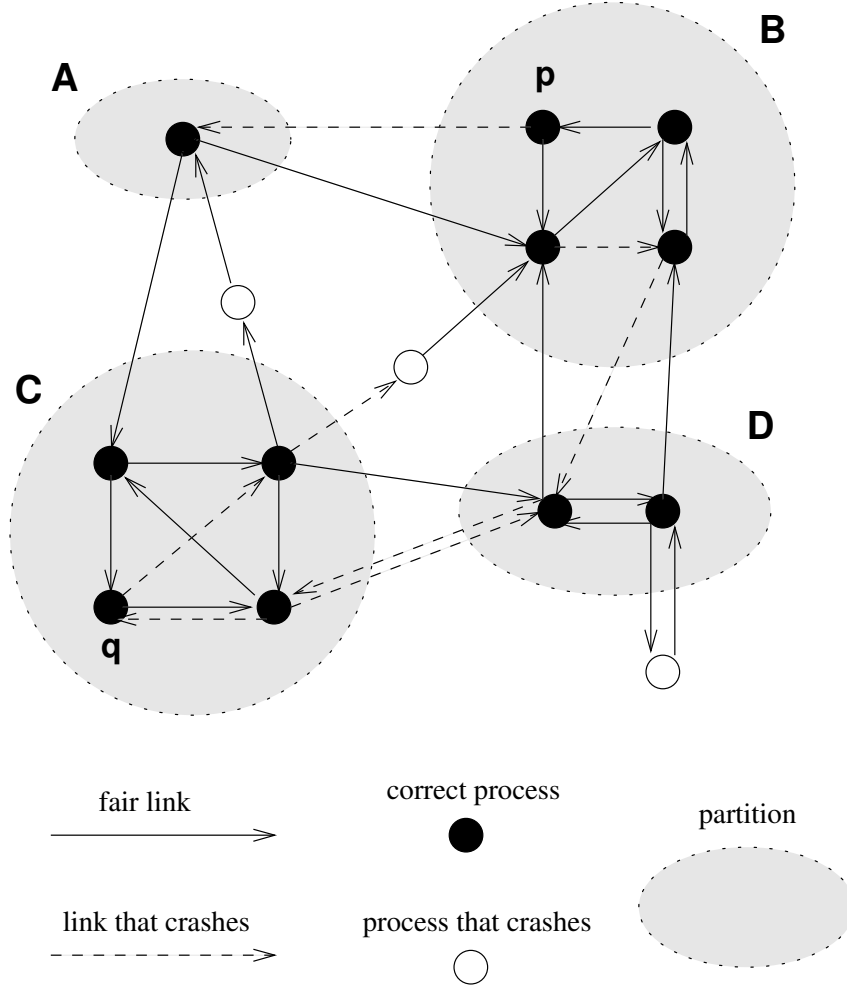 A
B
p
C
D
q
fair link
correct process
partition
link that crashes
process that crashes